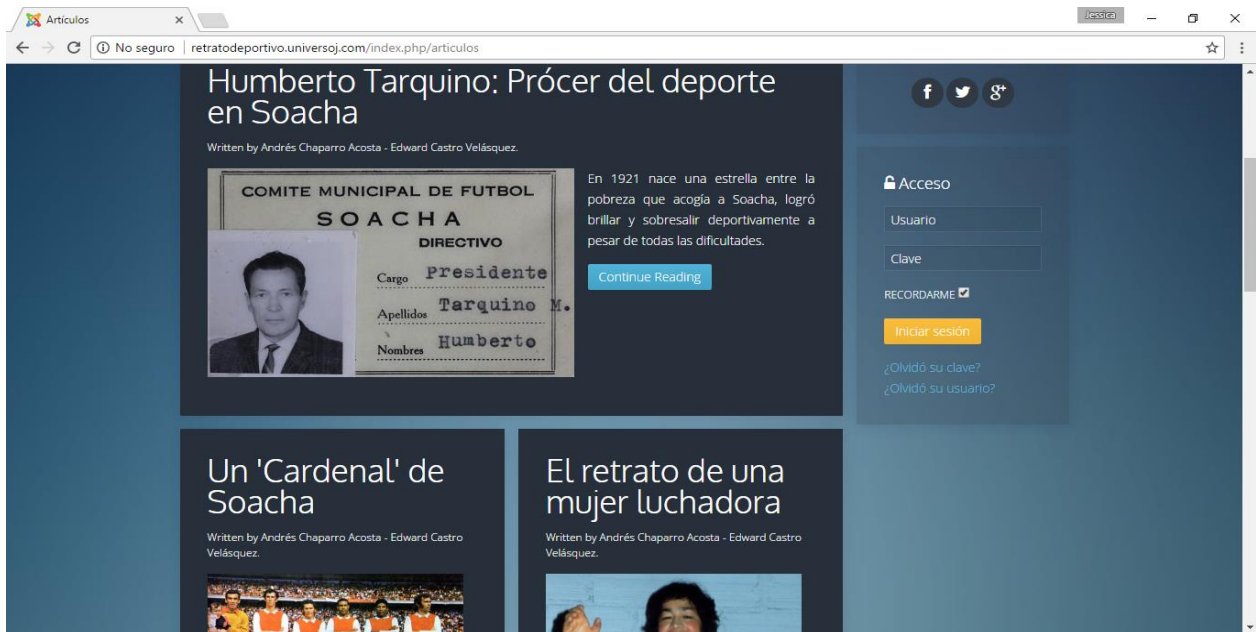 Artículos
Jessica
No seguro
retratodeportivo.universoj.com/index.php/articulos
Humberto Tarquino: Prócer del deporte
en Soacha
Written by Andrés Chaparro Acosta - Edward Castro Velásquez.
COMITE MUNICIPAL DE FUTBOL
SOACHA
DIRECTIVO
Cargo Presidente
Apellidos Tarquino M.
Nombres Humberto
En 1921 nace una estrella entre la
pobreza que acogía a Soacha, logró
brillar y sobresalir deportivamente a
pesar de todas las dificultades.
Continue Reading
f
g+
Acceso
Usuario
Clave
RECORDARME
Iniciar sesión
¿Olvidó su clave?
¿Olvidó su usuario?
Un 'Cardenal' de
Soacha
Written by Andrés Chaparro Acosta - Edward Castro
Velásquez.
El retrato de una
mujer luchadora
Written by Andrés Chaparro Acosta - Edward Castro
Velásquez.